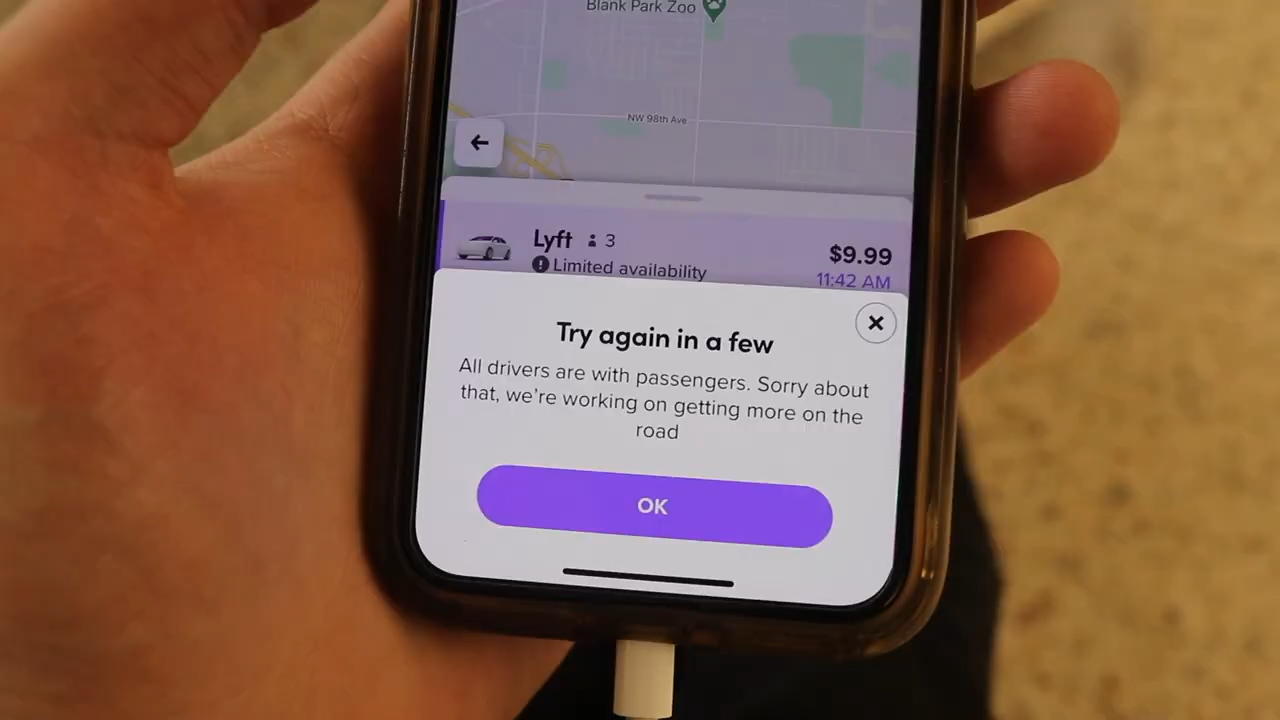 Blank Park Zoo
NW 98th Ave
Lyft 3
$9.99
Limited availability
11:42 AM
Try again in a few
All drivers are with passengers. Sorry about
that, we're working on getting more on the
road
OK